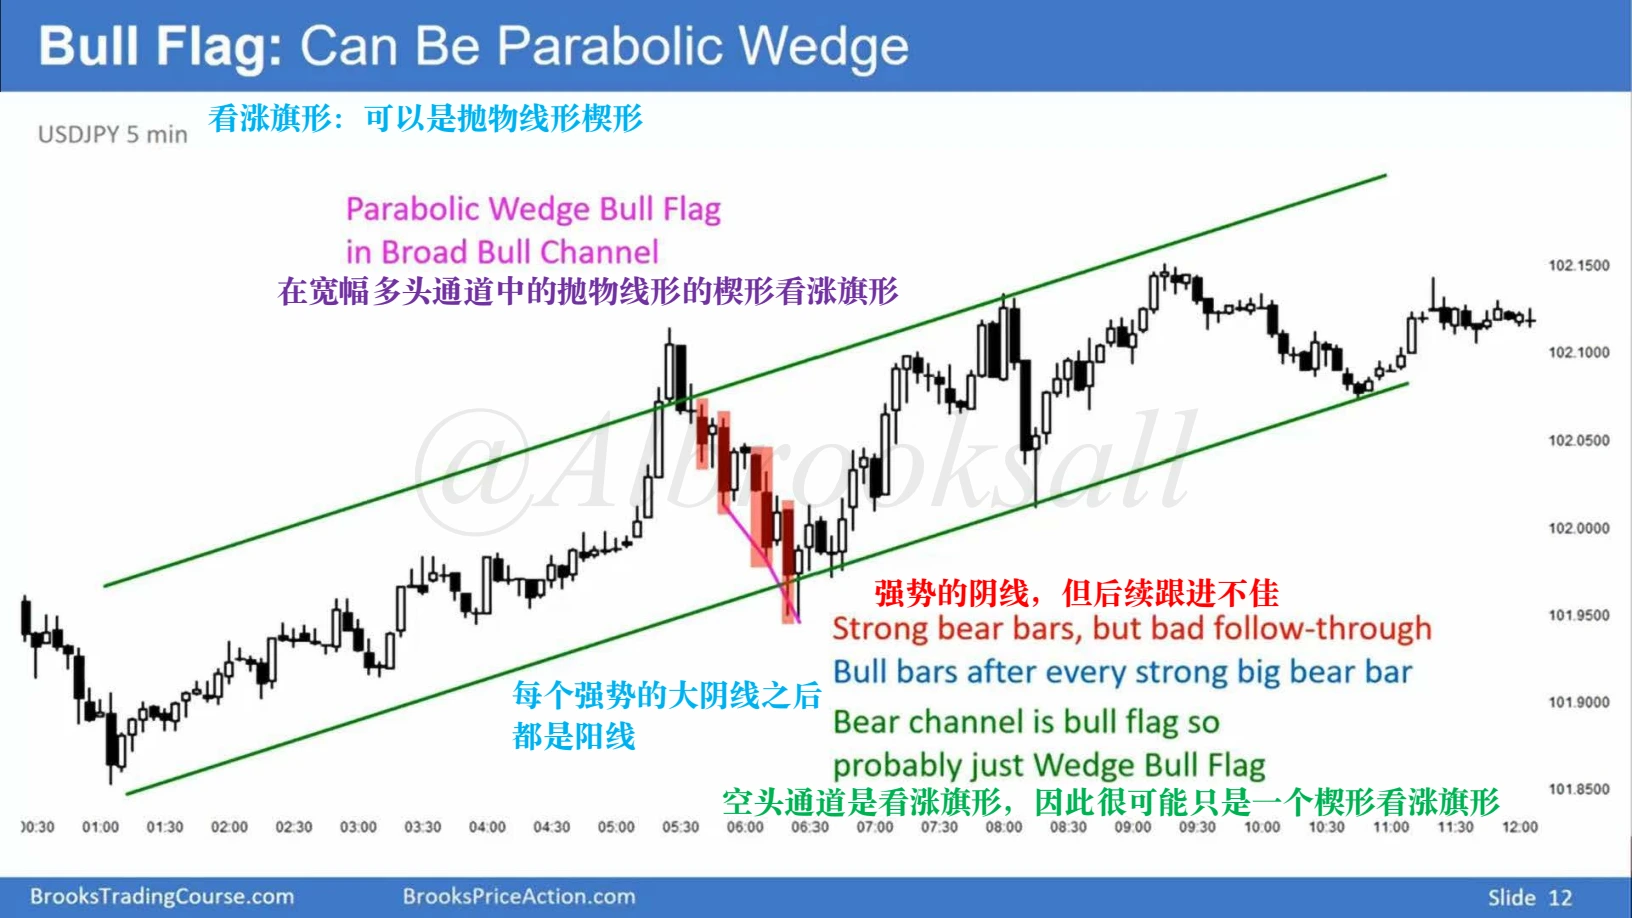 Bull Flag: Can Be Parabolic Wedge
看涨旗形：可以是抛物线形楔形
USDJPY 5 min
Parabolic Wedge Bull Flag
in Broad Bull Channel
在宽幅多头通道中的抛物线形的楔形看涨旗形
@Albrooksall
102.1500
102.1000
102.0500
102.0000
101.9500
101.9000
101.8500
强势的阴线，但后续跟进不佳
Strong bear bars, but bad follow-through
Bull bars after every strong big bear bar
每个强势的大阴线之后
都是阳线
Bear channel is bull flag so
probably just Wedge Bull Flag
空头通道是看涨旗形，因此很可能只是一个楔形看涨旗形
00:30 01:00 01:30 02:00 02:30 03:00 03:30 04:00 04:30 05:00 05:30 06:00 06:30 07:00 07:30 08:00 08:30 09:00 09:30 10:00 10:30 11:00 11:30 12:00
BrooksTradingCourse.com BrooksPriceAction.com Slide 12